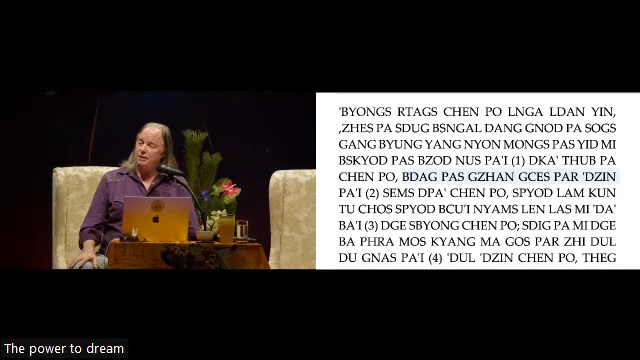 'BYONGS RTAGS CHEN PO LNGA LDAN YIN,
,ZHES PA SDUG BSNGAL DANG GNOD PA SOGS
GANG BYUNG YANG NYON MONGS PAS YID MI
BSKYOD PAS BZOD NUS PA'I (1) DKA' THUB PA
CHEN PO, BDAG PAS GZHAN GCES PAR 'DZIN
PA'I (2) SEMS DPA' CHEN PO, SPYOD LAM KUN
TU CHOS SPYOD BCU'I NYAMS LEN LAS MI 'DA'
BA'I (3) DGE SBYONG CHEN PO; SDIG PA MI DGE
BA PHRA MOS KYANG MA GOS PAR ZHI DUL
DU GNAS PA'I (4) 'DUL 'DZIN CHEN PO, THEG
The power to dream